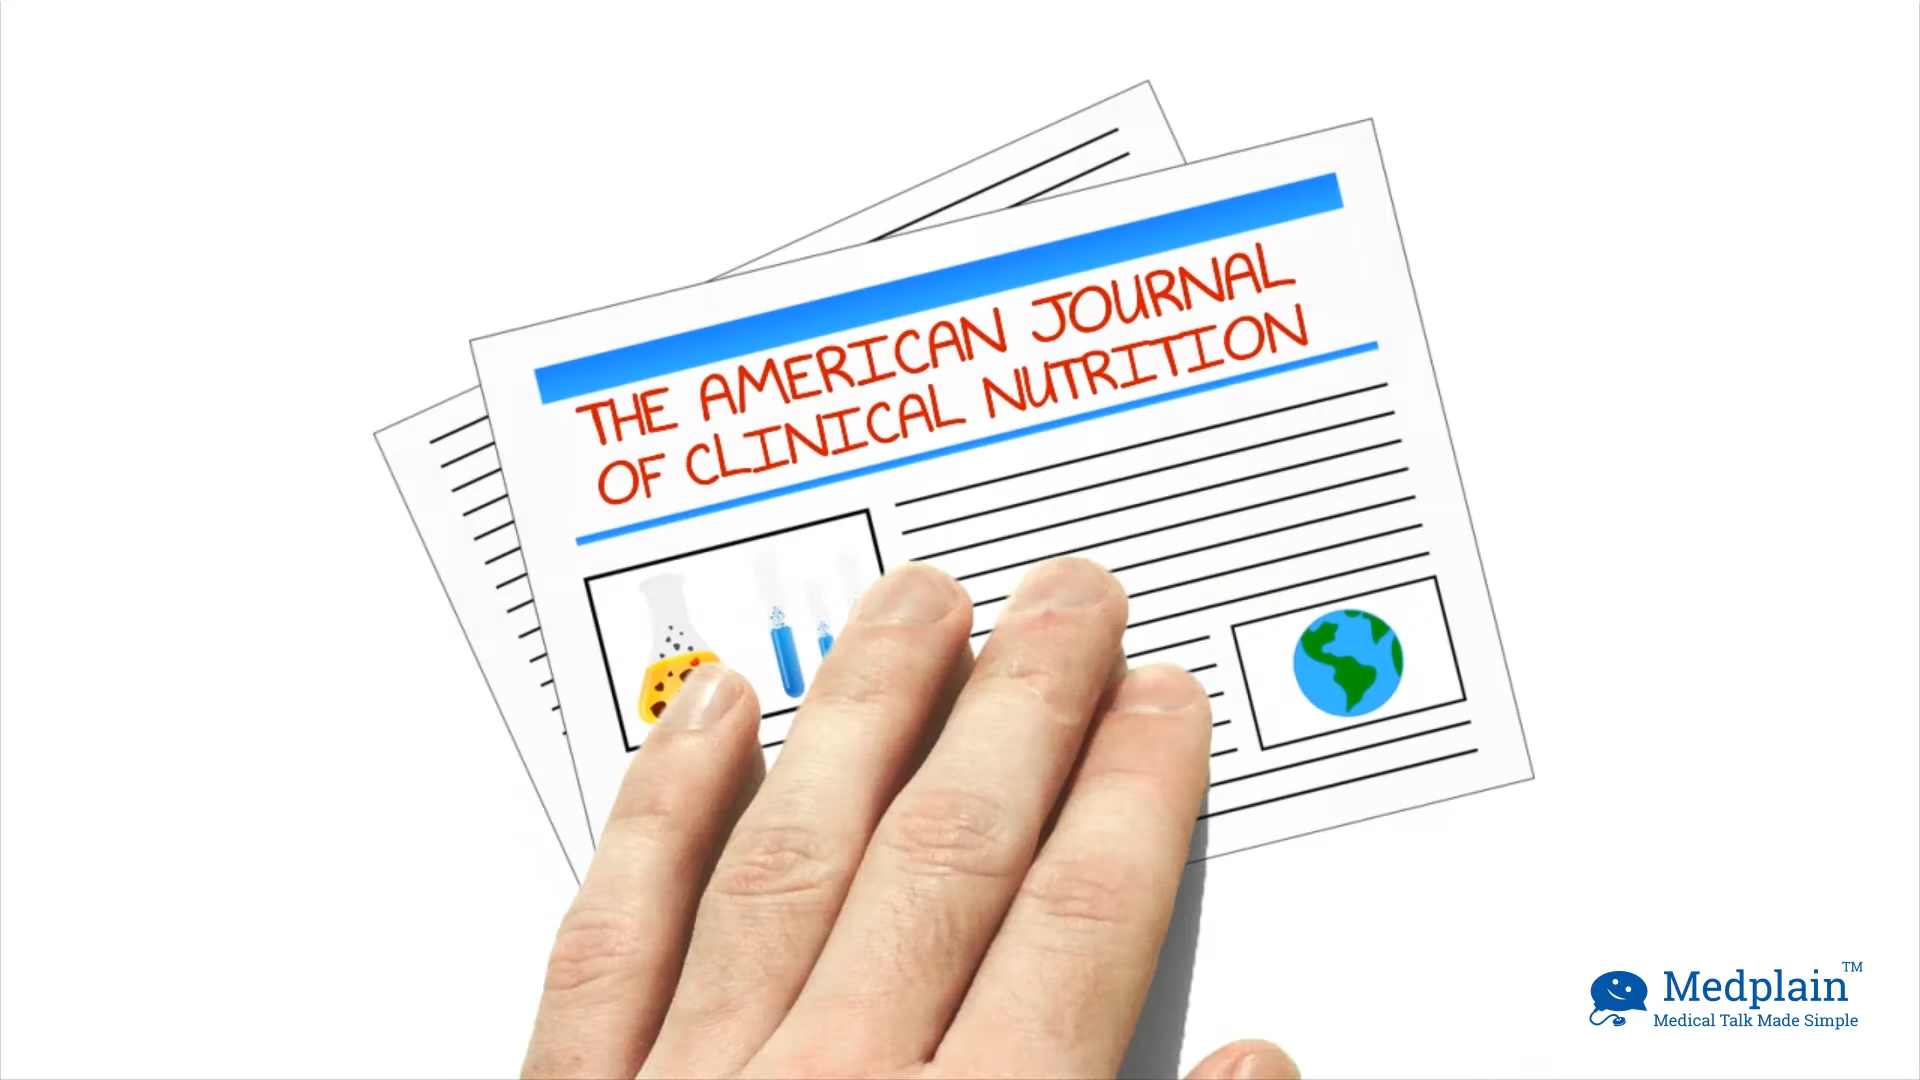 THE AMERICAN JOURNAL
OF CLINICAL NUTRITION
Medplain™
Medical Talk Made Simple